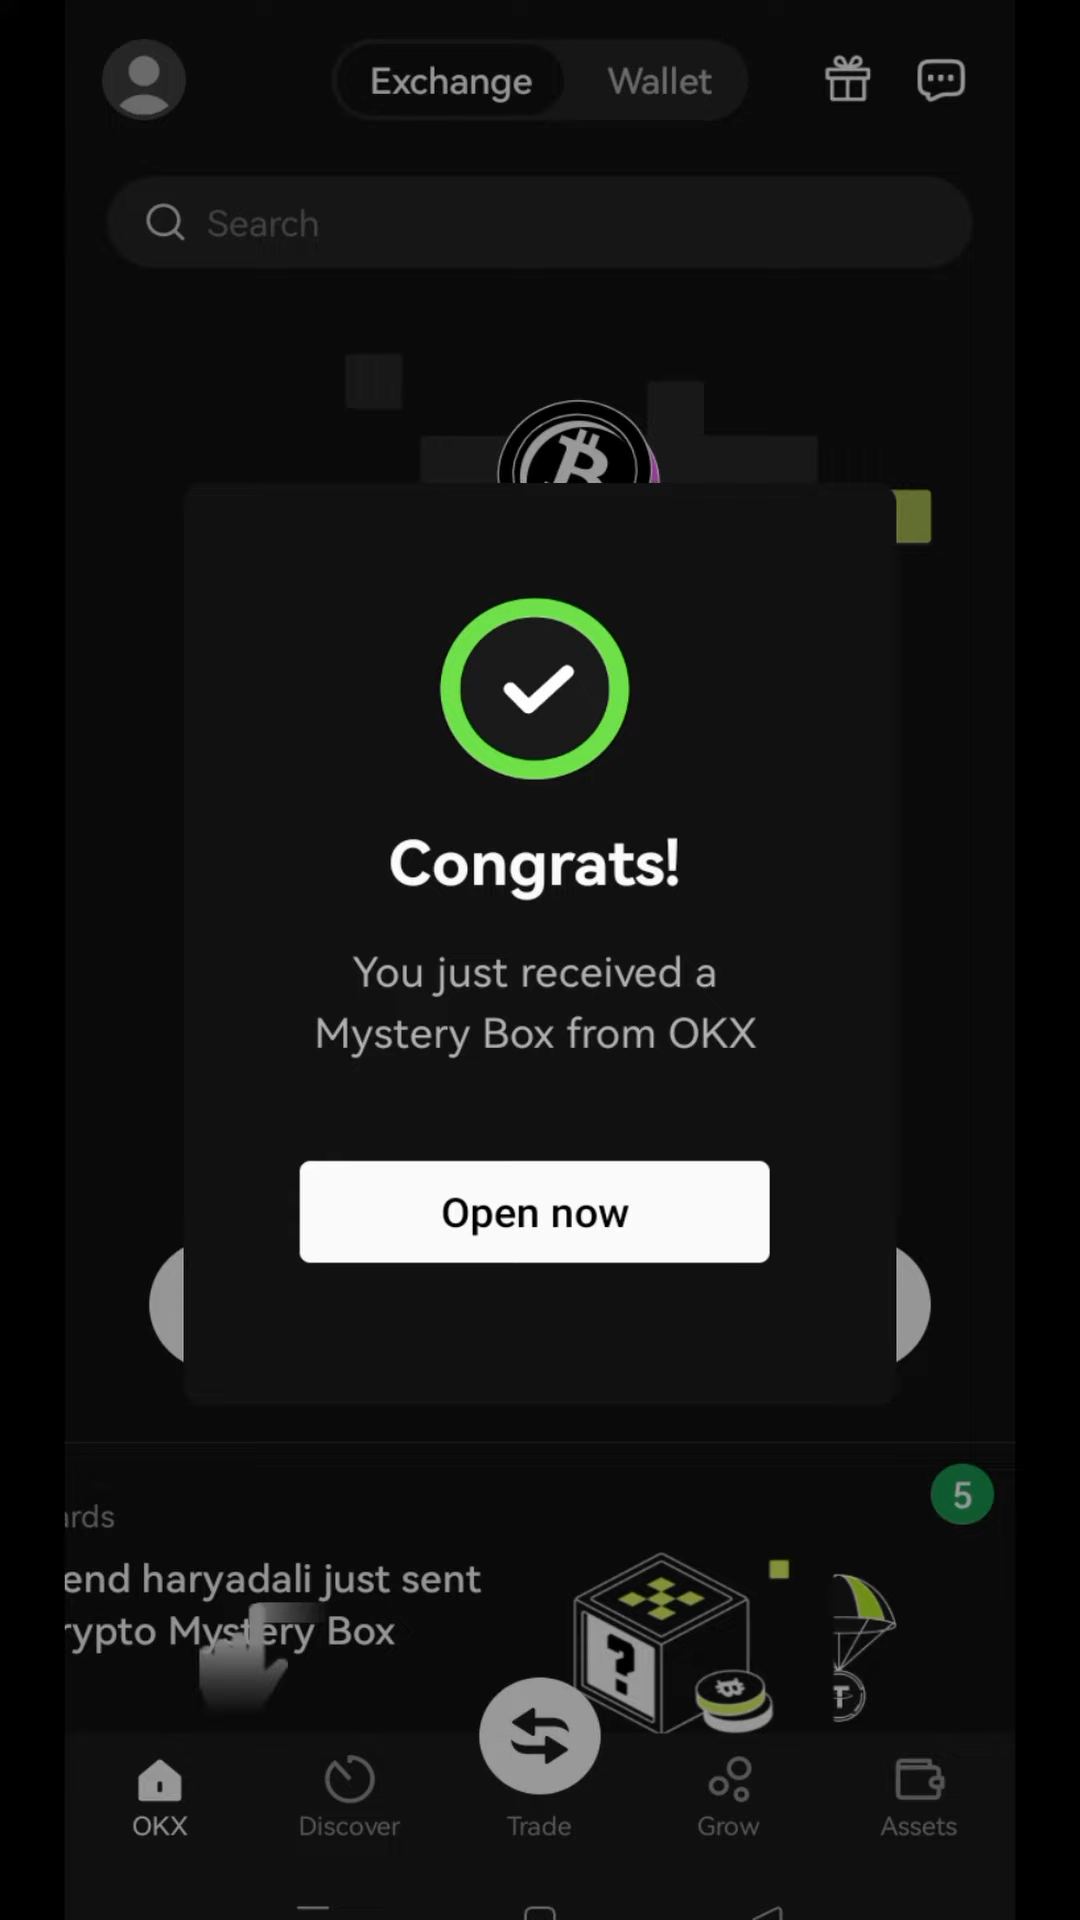 Exchange
Wallet
Search
Congrats!
You just received a
Mystery Box from OKX
Open now
5
ards
end haryadali just sent
rypto Mystery Box
OKX
Discover
Trade
Grow
Assets